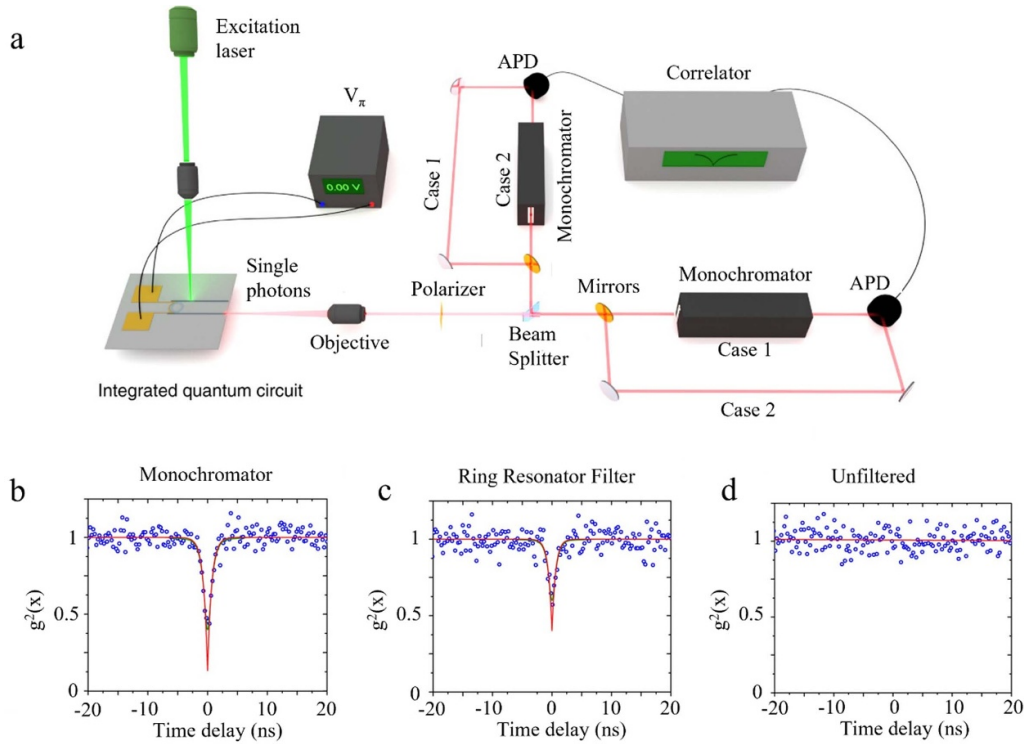 a
Excitation
laser
Vπ
0.00 V
APD
Correlator
Case 1
Case 2
Monochromator
Single
photons
Polarizer
Mirrors
Monochromator
APD
Objective
Beam
Splitter
Case 1
Integrated quantum circuit
Case 2
b
Monochromator
g²(x)
1
0.5
0
-20
-10
0
10
20
Time delay (ns)
c
Ring Resonator Filter
g²(x)
1
0.5
0
-20
-10
0
10
20
Time delay (ns)
d
Unfiltered
g²(x)
1
0.5
0
-20
-10
0
10
20
Time delay (ns)